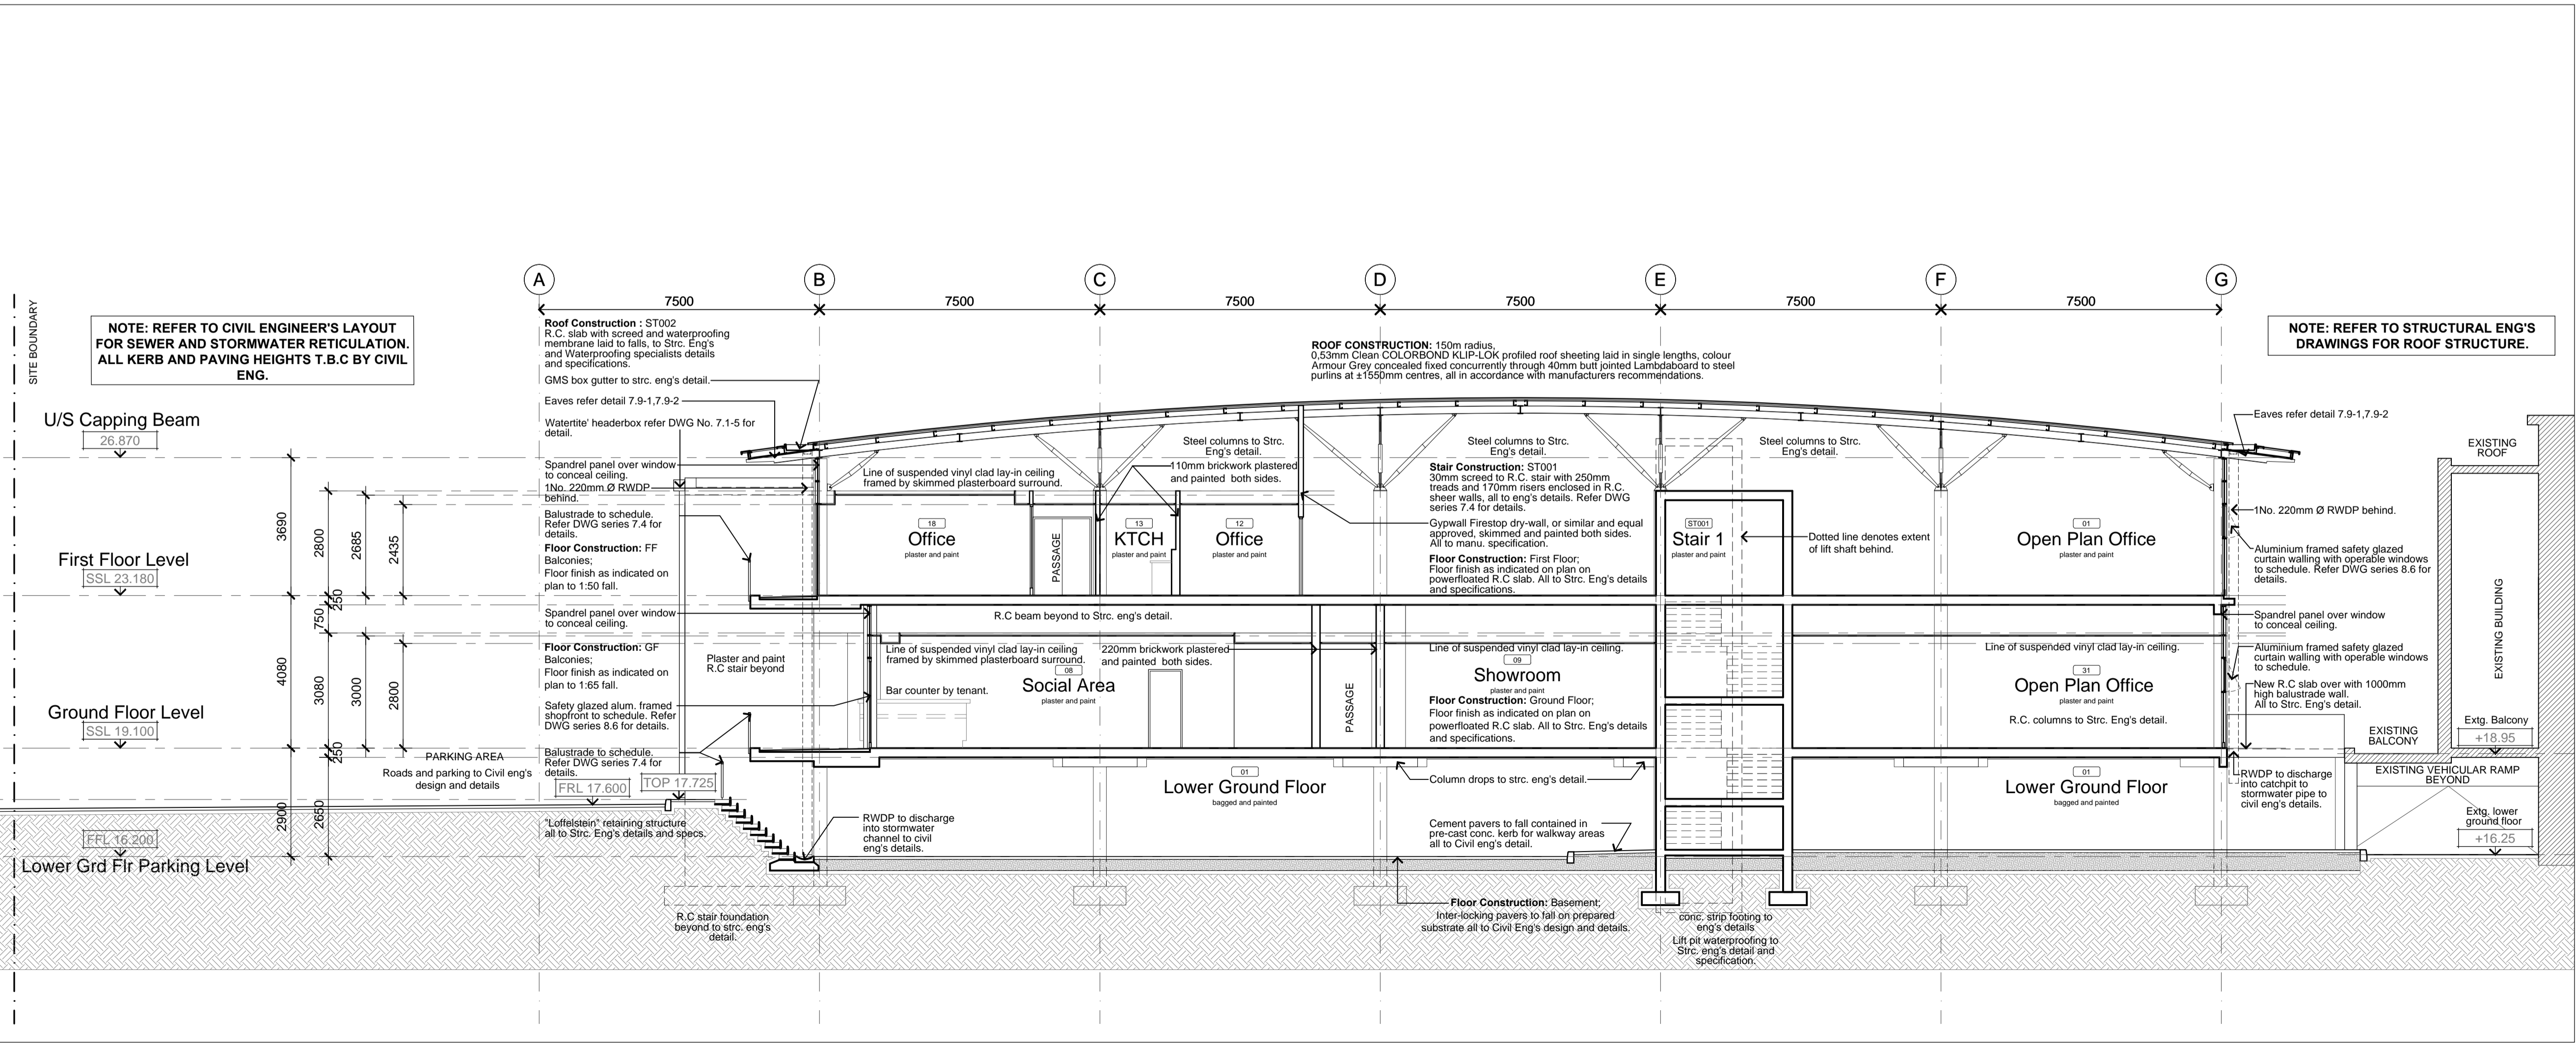 A
B
C
D
E
F
G
7500
7500
7500
7500
7500
7500
SITE BOUNDARY
NOTE: REFER TO CIVIL ENGINEER'S LAYOUT
FOR SEWER AND STORMWATER RETICULATION.
ALL KERB AND PAVING HEIGHTS T.B.C BY CIVIL
ENG.
NOTE: REFER TO STRUCTURAL ENG'S
DRAWINGS FOR ROOF STRUCTURE.
Roof Construction : ST002
R.C. slab with screed and waterproofing
membrane laid to falls, to Strc. Eng's
and Waterproofing specialists details
and specifications.
GMS box gutter to strc. eng's detail.
Eaves refer detail 7.9-1,7.9-2
Watertite' headerbox refer DWG No. 7.1-5 for
detail.
Spandrel panel over window
to conceal ceiling.
1No. 220mm Ø RWDP
behind.
Balustrade to schedule.
Refer DWG series 7.4 for
details.
Floor Construction: FF
Balconies;
Floor finish as indicated on
plan to 1:50 fall.
Spandrel panel over window
to conceal ceiling.
Floor Construction: GF
Balconies;
Floor finish as indicated on
plan to 1:65 fall.
Safety glazed alum. framed
shopfront to schedule. Refer
DWG series 8.6 for details.
Balustrade to schedule.
Refer DWG series 7.4 for
details.
FRL 17.600
TOP 17.725
"Loffelstein" retaining structure
all to Strc. Eng's details and specs.
U/S Capping Beam
26.870
First Floor Level
SSL 23.180
Ground Floor Level
SSL 19.100
FFL 16.200
Lower Grd Flr Parking Level
3690
4080
2900
2800
250
750
3080
250
2650
2685
3000
2435
2800
PARKING AREA
Roads and parking to Civil eng's
design and details
Plaster and paint
R.C stair beyond
ROOF CONSTRUCTION: 150m radius,
0,53mm Clean COLORBOND KLIP-LOK profiled roof sheeting laid in single lengths, colour
Armour Grey concealed fixed concurrently through 40mm butt jointed Lambdaboard to steel
purlins at ±1550mm centres, all in accordance with manufacturers recommendations.
Line of suspended vinyl clad lay-in ceiling
framed by skimmed plasterboard surround.
Steel columns to Strc.
Eng's detail.
110mm brickwork plastered
and painted both sides.
Steel columns to Strc.
Eng's detail.
Steel columns to Strc.
Eng's detail.
Stair Construction: ST001
30mm screed to R.C. stair with 250mm
treads and 170mm risers enclosed in R.C.
sheer walls, all to eng's details. Refer DWG
series 7.4 for details.
Gypwall Firestop dry-wall, or similar and equal
approved, skimmed and painted both sides.
All to manu. specification.
Floor Construction: First Floor;
Floor finish as indicated on plan on
powerfloated R.C slab. All to Strc. Eng's details
and specifications.
18
Office
plaster and paint
PASSAGE
13
KTCH
plaster and paint
12
Office
plaster and paint
ST001
Stair 1
plaster and paint
Dotted line denotes extent
of lift shaft behind.
01
Open Plan Office
plaster and paint
R.C beam beyond to Strc. eng's detail.
Line of suspended vinyl clad lay-in ceiling
framed by skimmed plasterboard surround.
220mm brickwork plastered
and painted both sides.
08
Social Area
plaster and paint
Bar counter by tenant.
PASSAGE
Line of suspended vinyl clad lay-in ceiling.
09
Showroom
plaster and paint
Floor Construction: Ground Floor;
Floor finish as indicated on plan on
powerfloated R.C slab. All to Strc. Eng's details
and specifications.
Line of suspended vinyl clad lay-in ceiling.
31
Open Plan Office
plaster and paint
R.C. columns to Strc. Eng's detail.
01
Lower Ground Floor
bagged and painted
Column drops to strc. eng's detail.
01
Lower Ground Floor
bagged and painted
RWDP to discharge
into stormwater
channel to civil
eng's details.
Cement pavers to fall contained in
pre-cast conc. kerb for walkway areas
all to Civil eng's detail.
Floor Construction: Basement;
Inter-locking pavers to fall on prepared
substrate all to Civil Eng's design and details.
R.C stair foundation
beyond to strc. eng's
detail.
conc. strip footing to
eng's details
Lift pit waterproofing to
Strc. eng's detail and
specification.
Eaves refer detail 7.9-1,7.9-2
1No. 220mm Ø RWDP behind.
Aluminium framed safety glazed
curtain walling with operable windows
to schedule. Refer DWG series 8.6 for
details.
Spandrel panel over window
to conceal ceiling.
Aluminium framed safety glazed
curtain walling with operable windows
to schedule.
New R.C slab over with 1000mm
high balustrade wall.
All to Strc. Eng's detail.
RWDP to discharge
into catchpit to
stormwater pipe to
civil eng's details.
EXISTING
ROOF
EXISTING BUILDING
EXISTING
BALCONY
Extg. Balcony
+18.95
EXISTING VEHICULAR RAMP
BEYOND
Extg. lower
ground floor
+16.25